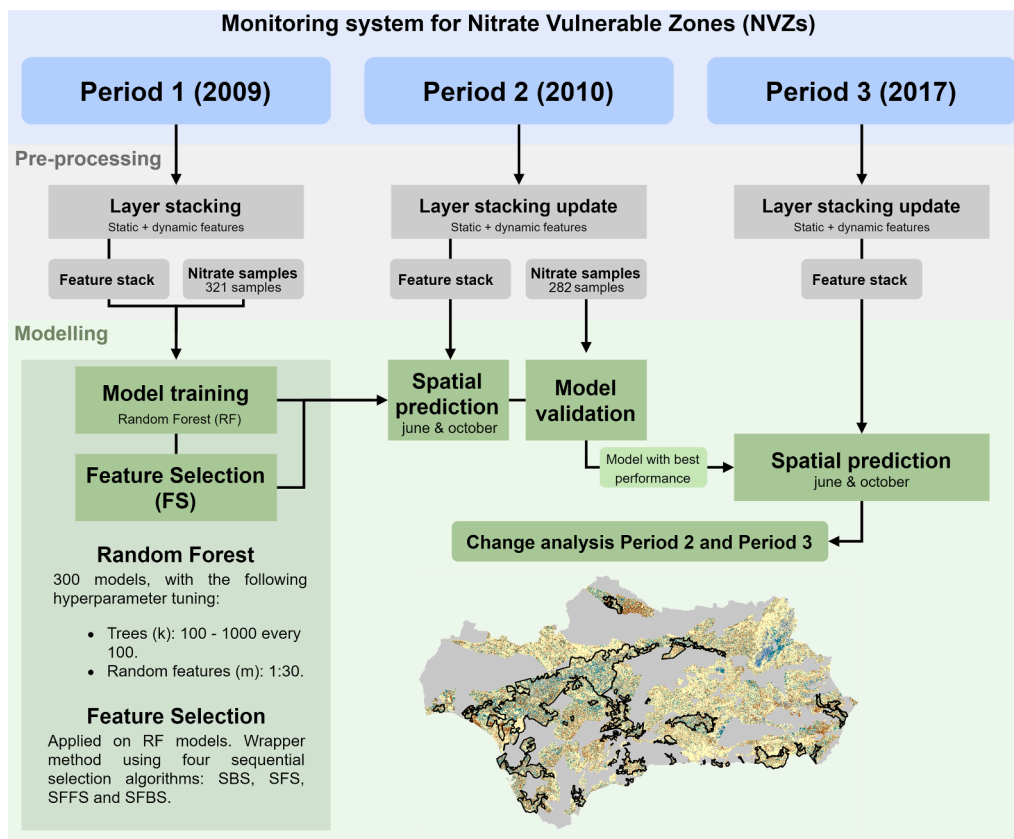 Monitoring system for Nitrate Vulnerable Zones (NVZs)
Period 1 (2009)
Period 2 (2010)
Period 3 (2017)
Pre-processing
Layer stacking
Static + dynamic features
Layer stacking update
Static + dynamic features
Layer stacking update
Static + dynamic features
Feature stack
Nitrate samples
321 samples
Feature stack
Nitrate samples
282 samples
Feature stack
Modelling
Model training
Random Forest (RF)
Feature Selection
(FS)
Spatial
prediction
june & october
Model
validation
Model with best
performance
Spatial prediction
june & october
Change analysis Period 2 and Period 3
Random Forest
300 models, with the following
hyperparameter tuning:
• Trees (k): 100 - 1000 every
100.
• Random features (m): 1:30.
Feature Selection
Applied on RF models. Wrapper
method using four sequential
selection algorithms: SBS, SFS,
SFFS and SFBS.